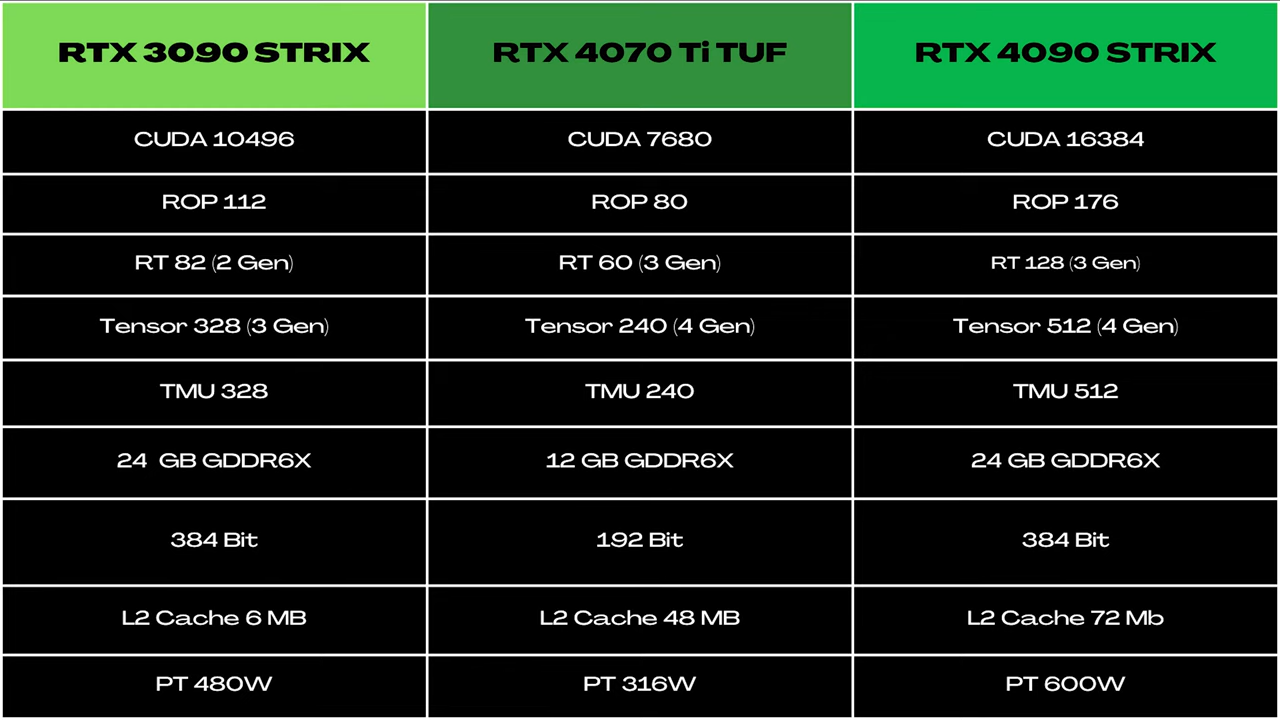 RTX 3090 STRIX RTX 4070 Ti TUF RTX 4090 STRIX
CUDA 10496 CUDA 7680 CUDA 16384
ROP 112 ROP 80 ROP 176
RT 82 (2 Gen) RT 60 (3 Gen) RT 128 (3 Gen)
Tensor 328 (3 Gen) Tensor 240 (4 Gen) Tensor 512 (4 Gen)
TMU 328 TMU 240 TMU 512
24 GB GDDR6X 12 GB GDDR6X 24 GB GDDR6X
384 Bit 192 Bit 384 Bit
L2 Cache 6 MB L2 Cache 48 MB L2 Cache 72 Mb
PT 480W PT 316W PT 600W